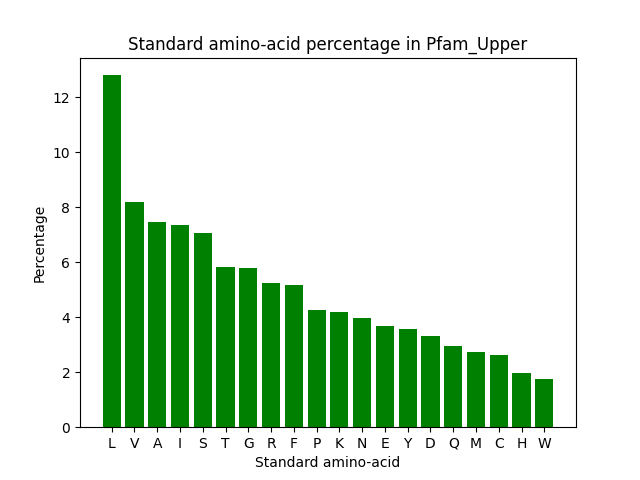 Standard amino-acid percentage in Pfam_Upper
12
10
8
6
4
2
0
Percentage
L V A I S T G R F P K N E Y D Q M C H W
Standard amino-acid